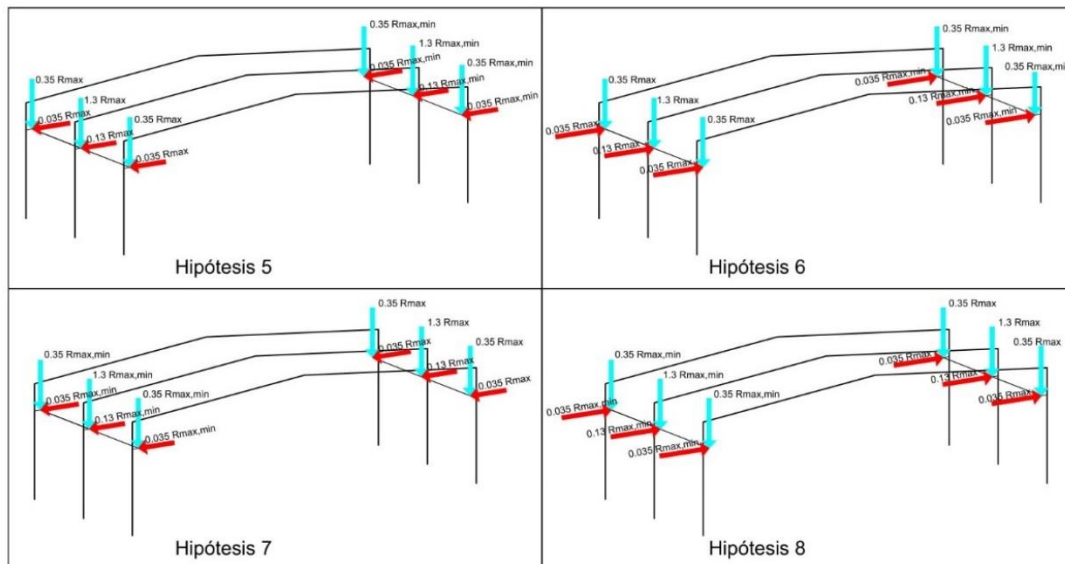 0.35 Rmax,min
1.3 Rmax,min
0.35 Rmax,min
0.035 Rmax,min
0.13 Rmax,min
0.035 Rmax,min
0.35 Rmax
1.3 Rmax
0.35 Rmax
0.035 Rmax
0.13 Rmax
0.035 Rmax
Hipótesis 5
0.35 Rmax,min
1.3 Rmax,min
0.35 Rmax,min
0.035 Rmax,min
0.13 Rmax,min
0.035 Rmax,min
0.35 Rmax
1.3 Rmax
0.35 Rmax
0.035 Rmax
0.13 Rmax
0.035 Rmax
Hipótesis 6
0.35 Rmax
1.3 Rmax
0.35 Rmax
0.035 Rmax
0.13 Rmax
0.035 Rmax
0.35 Rmax,min
1.3 Rmax,min
0.35 Rmax,min
0.035 Rmax,min
0.13 Rmax,min
0.035 Rmax,min
Hipótesis 7
0.35 Rmax
1.3 Rmax
0.35 Rmax
0.035 Rmax
0.13 Rmax
0.035 Rmax
0.35 Rmax,min
1.3 Rmax,min
0.35 Rmax,min
0.035 Rmax,min
0.13 Rmax,min
0.035 Rmax,min
Hipótesis 8